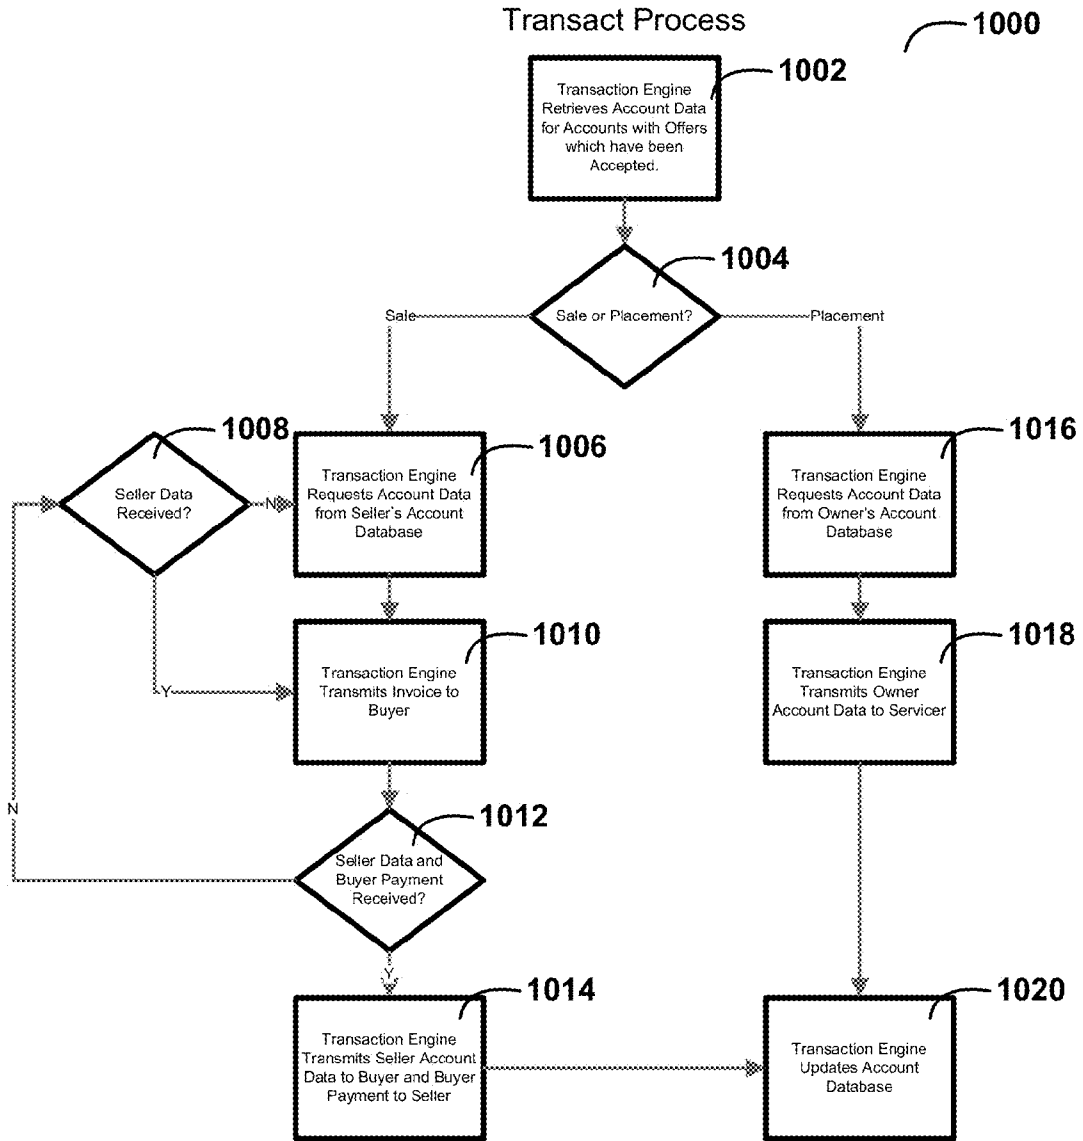 Transact Process
1000
1002
Transaction Engine
Retrieves Account Data
for Accounts with Offers
which have been
Accepted.
1004
Sale or Placement?
Sale
Placement
1008
Seller Data
Received?
N
Y
1006
Transaction Engine
Requests Account Data
from Seller's Account
Database
1016
Transaction Engine
Requests Account Data
from Owner's Account
Database
1010
Transaction Engine
Transmits Invoice to
Buyer
1018
Transaction Engine
Transmits Owner
Account Data to Servicer
N
1012
Seller Data and
Buyer Payment
Received?
Y
1014
Transaction Engine
Transmits Seller Account
Data to Buyer and Buyer
Payment to Seller
1020
Transaction Engine
Updates Account
Database